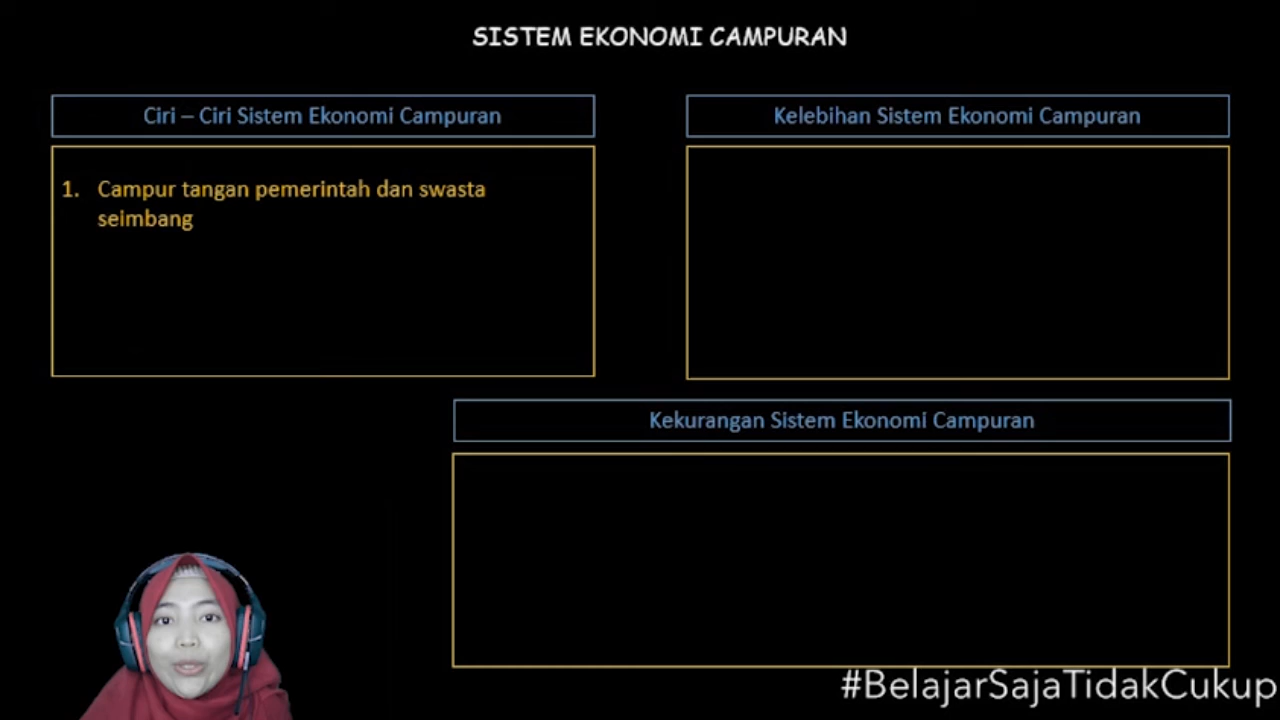 SISTEM EKONOMI CAMPURAN
Ciri – Ciri Sistem Ekonomi Campuran
1. Campur tangan pemerintah dan swasta
seimbang
Kelebihan Sistem Ekonomi Campuran
Kekurangan Sistem Ekonomi Campuran
#BelajarSajaTidakCukup